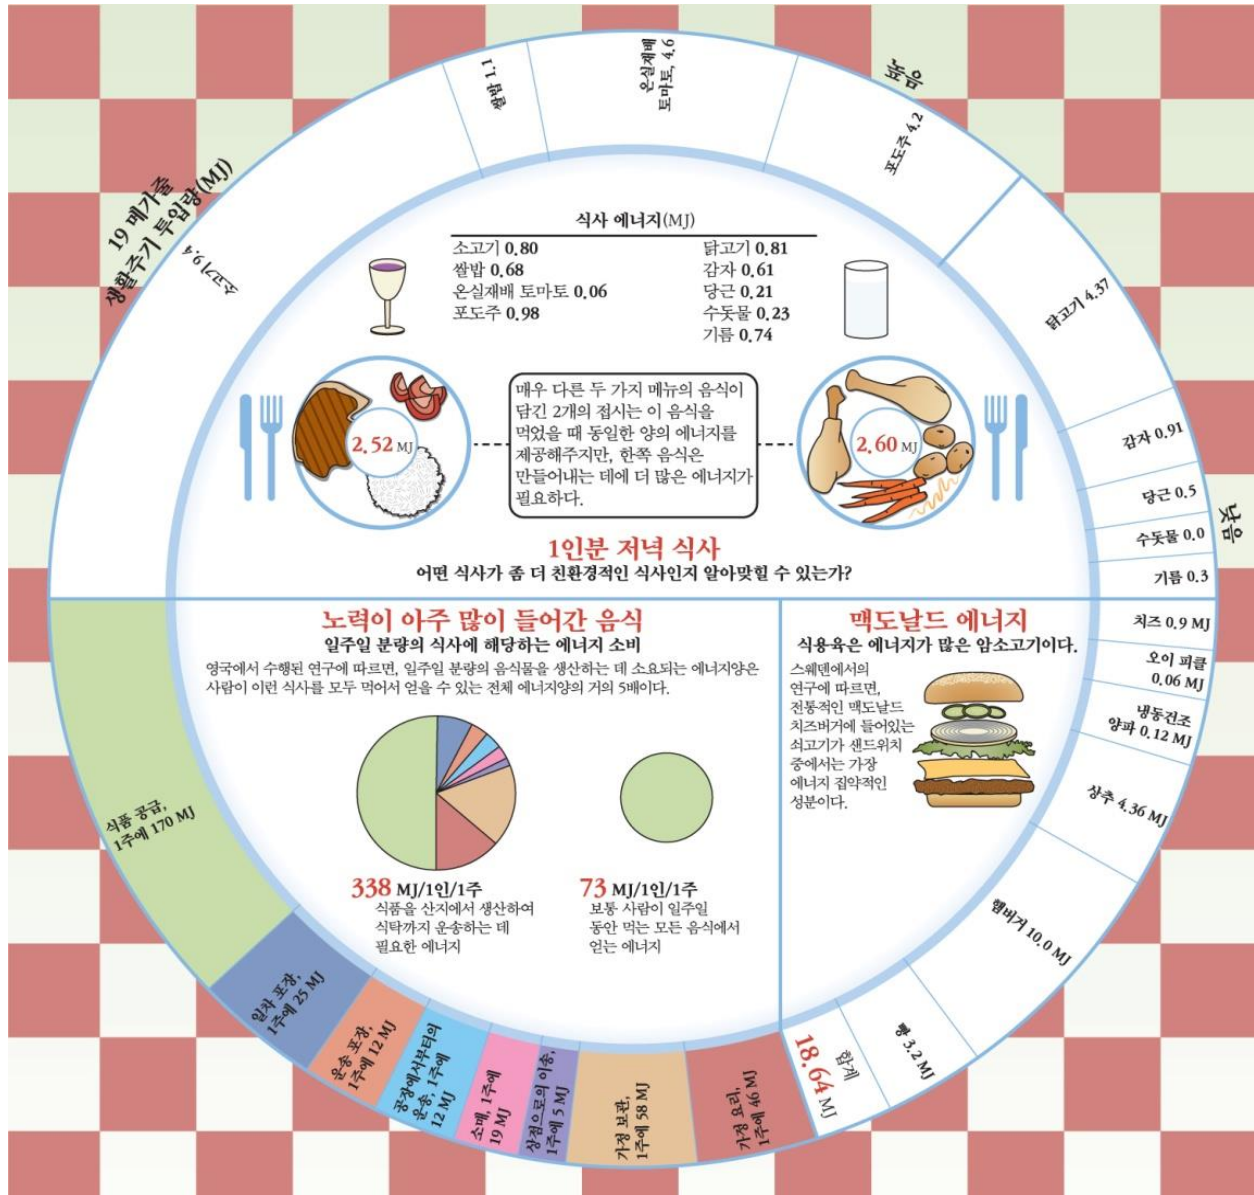 19 메가줄
생활주기 투입량(MJ)
소고기 9.4
쌀밥 1.1
온실재배
토마토, 4.6
포도주 4.2
높음
식사 에너지(MJ)
소고기 0.80
쌀밥 0.68
온실재배 토마토 0.06
포도주 0.98
닭고기 0.81
감자 0.61
당근 0.21
수돗물 0.23
기름 0.74
2.52 MJ
매우 다른 두 가지 메뉴의 음식이
담긴 2개의 접시는 이 음식을
먹었을 때 동일한 양의 에너지를
제공해주지만, 한쪽 음식은
만들어내는 데에 더 많은 에너지가
필요하다.
2.60 MJ
닭고기 4.37
감자 0.91
당근 0.5
수돗물 0.0
기름 0.3
낮음
1인분 저녁 식사
어떤 식사가 좀 더 친환경적인 식사인지 알아맞힐 수 있는가?
노력이 아주 많이 들어간 음식
일주일 분량의 식사에 해당하는 에너지 소비
영국에서 수행된 연구에 따르면, 일주일 분량의 음식물을 생산하는 데 소요되는 에너지양은
사람이 이런 식사를 모두 먹어서 얻을 수 있는 전체 에너지양의 거의 5배이다.
338 MJ/1인/1주
식품을 산지에서 생산하여
식탁까지 운송하는 데
필요한 에너지
73 MJ/1인/1주
보통 사람이 일주일
동안 먹는 모든 음식에서
얻는 에너지
식품 공급,
1주에 170 MJ
일차 포장,
1주에 25 MJ
운송 포장,
1주에 12 MJ
공장에서부터의
운송, 1주에
12 MJ
소매, 1주에
19 MJ
상점으로의 이송,
1주에 5 MJ
가정 보관,
1주에 58 MJ
가정 요리,
1주에 46 MJ
맥도날드 에너지
식용육은 에너지가 많은 암소고기이다.
스웨덴에서의
연구에 따르면,
전통적인 맥도날드
치즈버거에 들어있는
쇠고기가 샌드위치
중에서는 가장
에너지 집약적인
성분이다.
치즈 0.9 MJ
오이 피클
0.06 MJ
냉동건조
양파 0.12 MJ
상추 4.36 MJ
햄버거 10.0 MJ
빵 3.2 MJ
합계
18.64 MJ